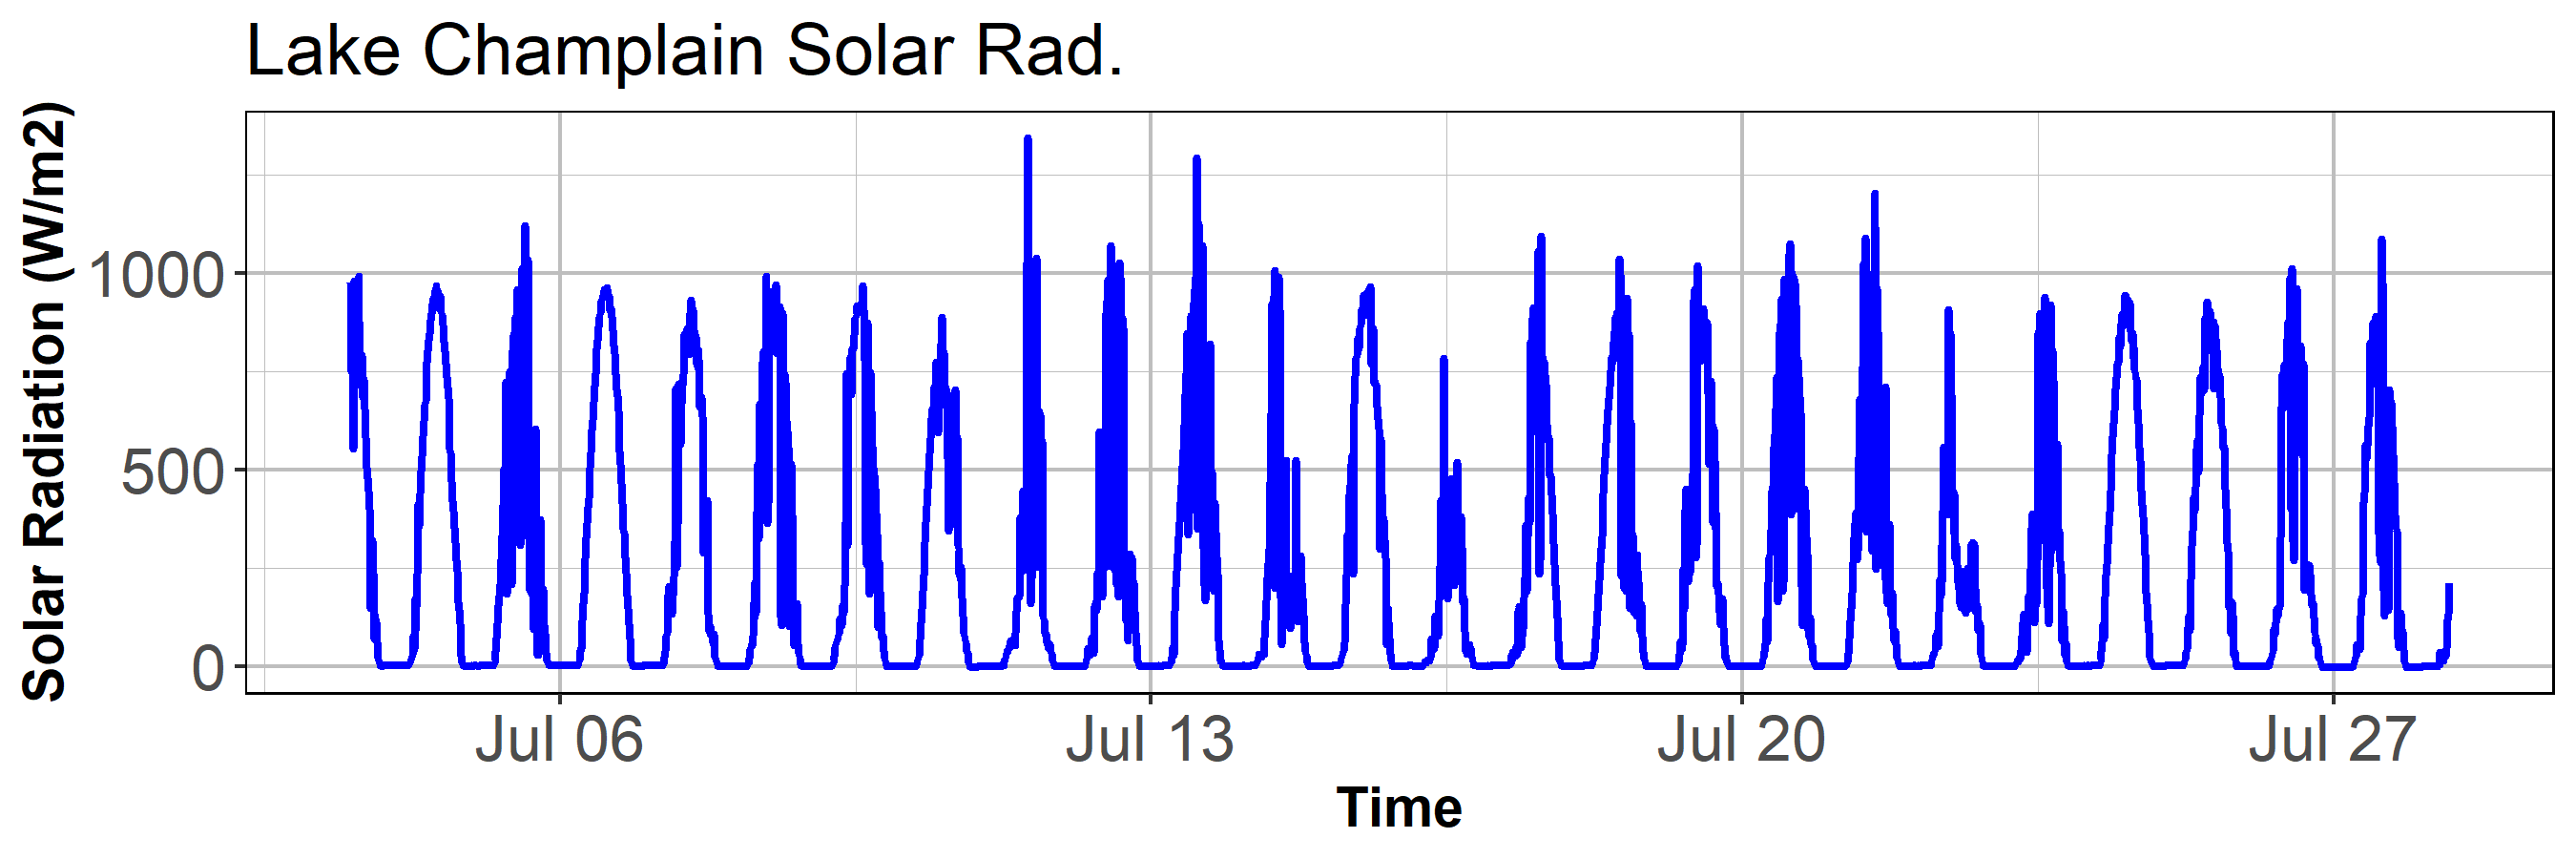 Lake Champlain Solar Rad.
Solar Radiation (W/m2)
1000
500
0
Jul 06 Jul 13 Jul 20 Jul 27
Time